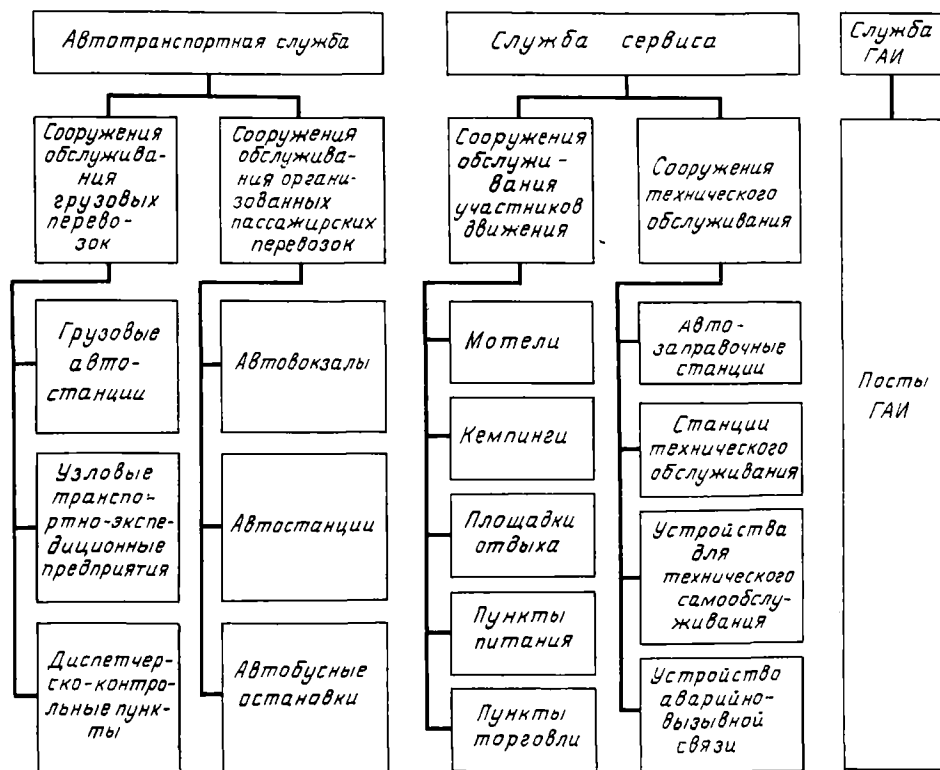 Автотранспортная служба
Служба сервиса
Служба
ГАИ
Сооружения
обслужива-
ния
грузовых
перево-
зок
Сооружения
обслужива-
ния органи-
зованных
пассажирских
перевозок
Сооружения
обслужи-
вания
участников
движения
Сооружения
технического
обслуживания
Грузовые
авто-
станции
Узловые
транспо-
ртно-экспе-
диционные
предприятия
Диспетчер-
ско-контро-
льные пунк-
ты
Автовокзалы
Автостанции
Автобусные
остановки
Мотели
Кемпинги
Площадки
отдыха
Пункты
питания
Пункты
торговли
Авто-
заправочные
станции
Станции
технического
обслуживания
Устройства
для
технического
самообслу-
живания
Устройство
аварийно-
вызывной
связи
Посты
ГАИ